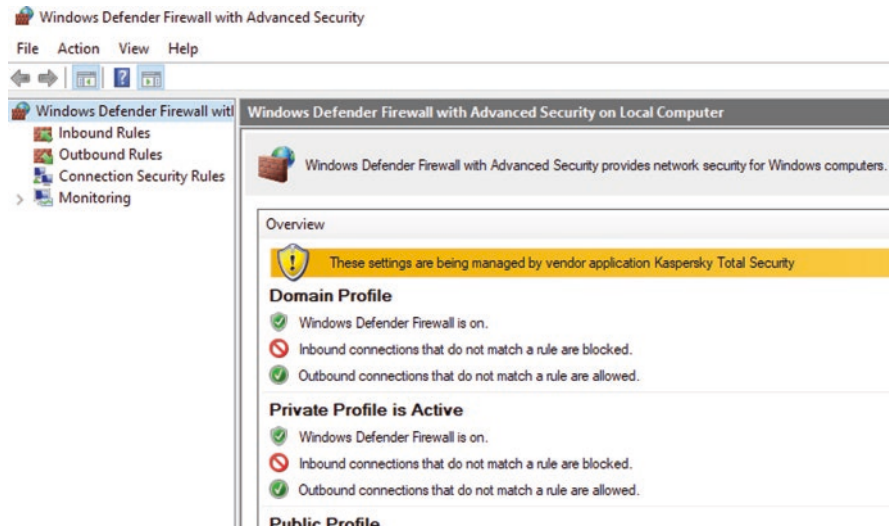 Windows Defender Firewall with Advanced Security
File Action View Help
Windows Defender Firewall witl
Inbound Rules
Outbound Rules
Connection Security Rules
Monitoring
Windows Defender Firewall with Advanced Security on Local Computer
Windows Defender Firewall with Advanced Security provides network security for Windows computers.
Overview
These settings are being managed by vendor application Kaspersky Total Security
Domain Profile
Windows Defender Firewall is on.
Inbound connections that do not match a rule are blocked.
Outbound connections that do not match a rule are allowed.
Private Profile is Active
Windows Defender Firewall is on.
Inbound connections that do not match a rule are blocked.
Outbound connections that do not match a rule are allowed.
Public Profile